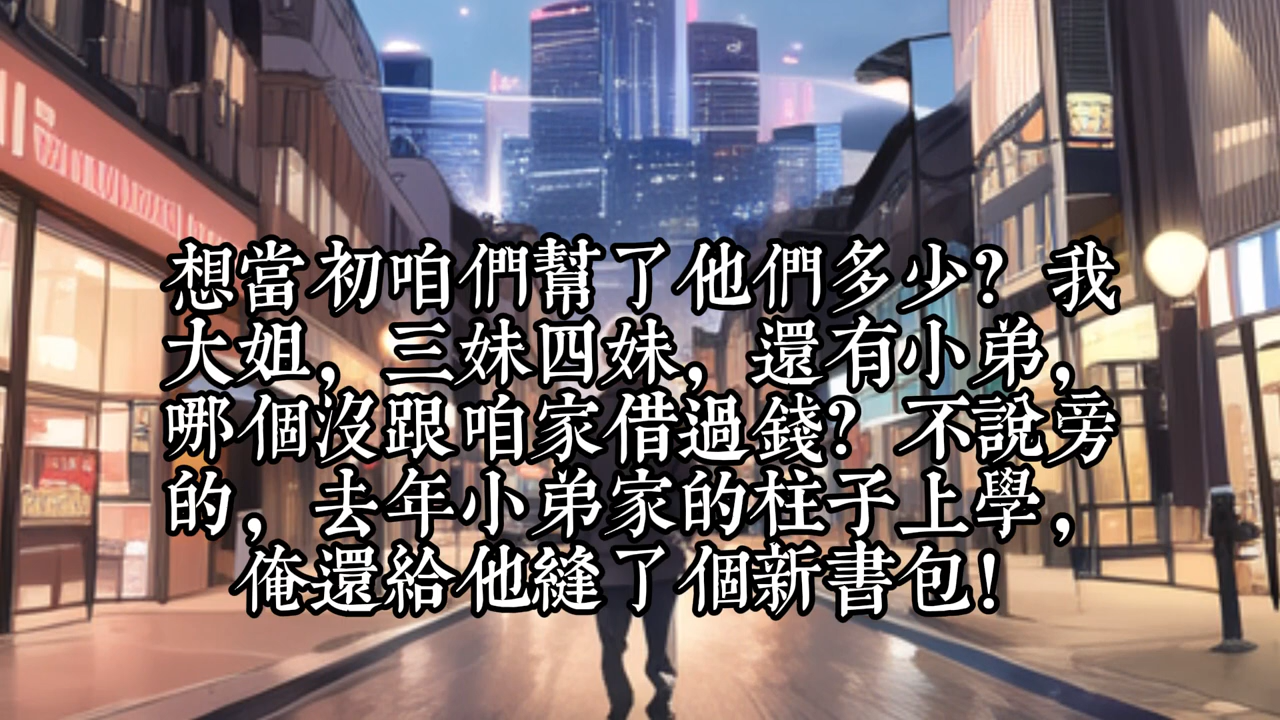 想當初咱們幫了他們多少？我
大姐，三妹四妹，還有小弟，
哪個沒跟咱家借過錢？不說旁
的，去年小弟家的柱子上學，
俺還給他縫了個新書包！